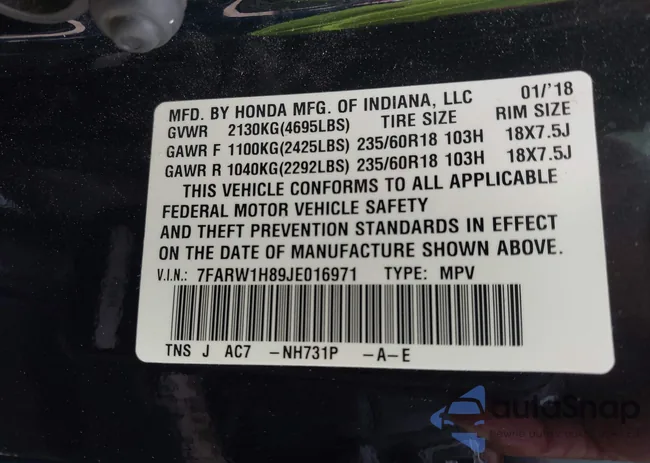 MFD. BY HONDA MFG. OF INDIANA, LLC 01/'18
GVWR 2130KG(4695LBS) TIRE SIZE RIM SIZE
GAWR F 1100KG(2425LBS) 235/60R18 103H 18X7.5J
GAWR R 1040KG(2292LBS) 235/60R18 103H 18X7.5J
THIS VEHICLE CONFORMS TO ALL APPLICABLE
FEDERAL MOTOR VEHICLE SAFETY
AND THEFT PREVENTION STANDARDS IN EFFECT
ON THE DATE OF MANUFACTURE SHOWN ABOVE.
V.I.N.: 7FARW1H89JE016971 TYPE: MPV
TNS J AC7 -NH731P -A-E
autoSnap